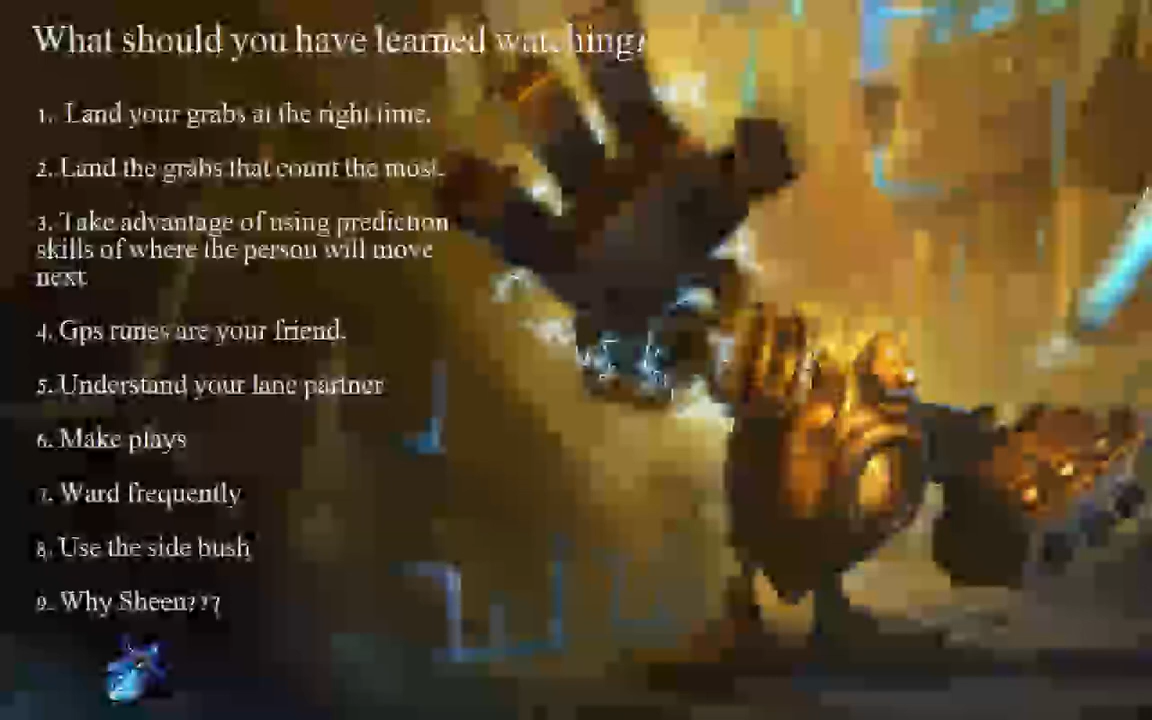 What should you have learned watching?
1. Land your grabs at the right time.
2. Land the grabs that count the most.
3. Take advantage of using prediction
skills of where the person will move
next.
4. Gps runes are your friend.
5. Understand your lane partner
6. Make plays
7. Ward frequently
8. Use the side bush
9. Why Sheen???